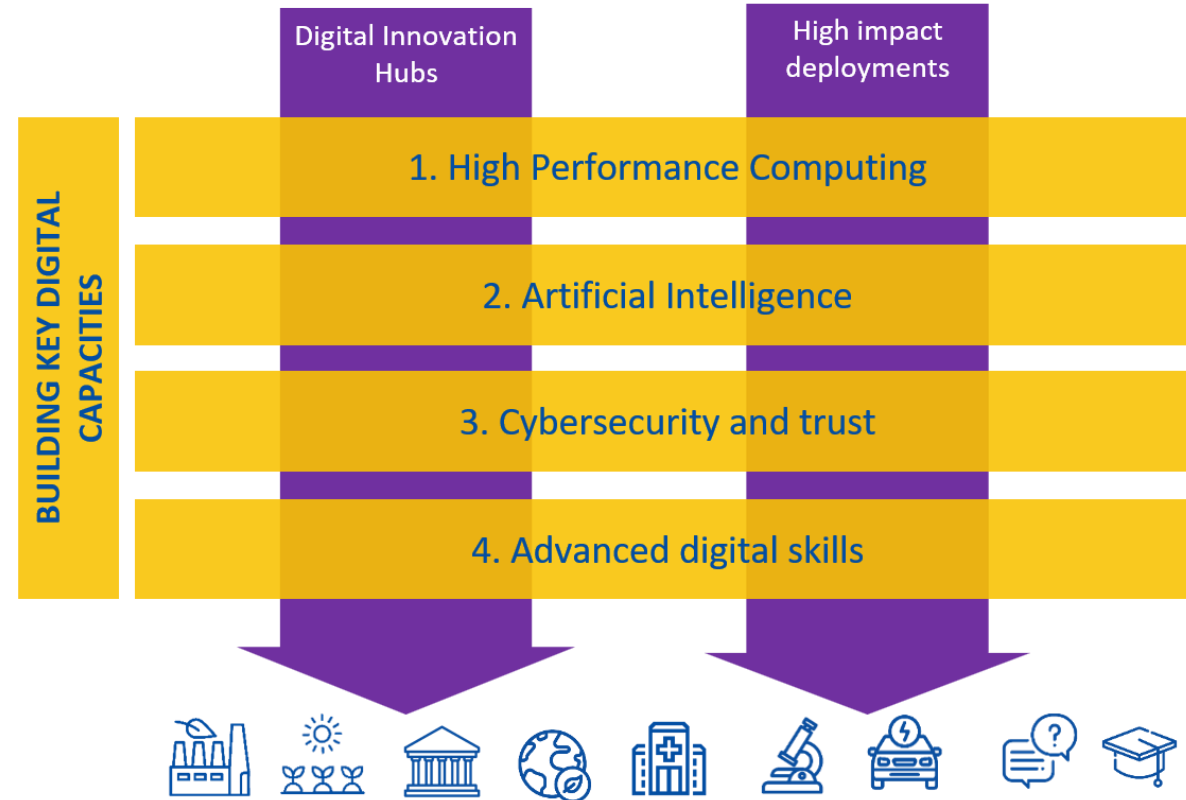 Digital Innovation
Hubs
High impact
deployments
BUILDING KEY DIGITAL
CAPACITIES
1. High Performance Computing
2. Artificial Intelligence
3. Cybersecurity and trust
4. Advanced digital skills
?